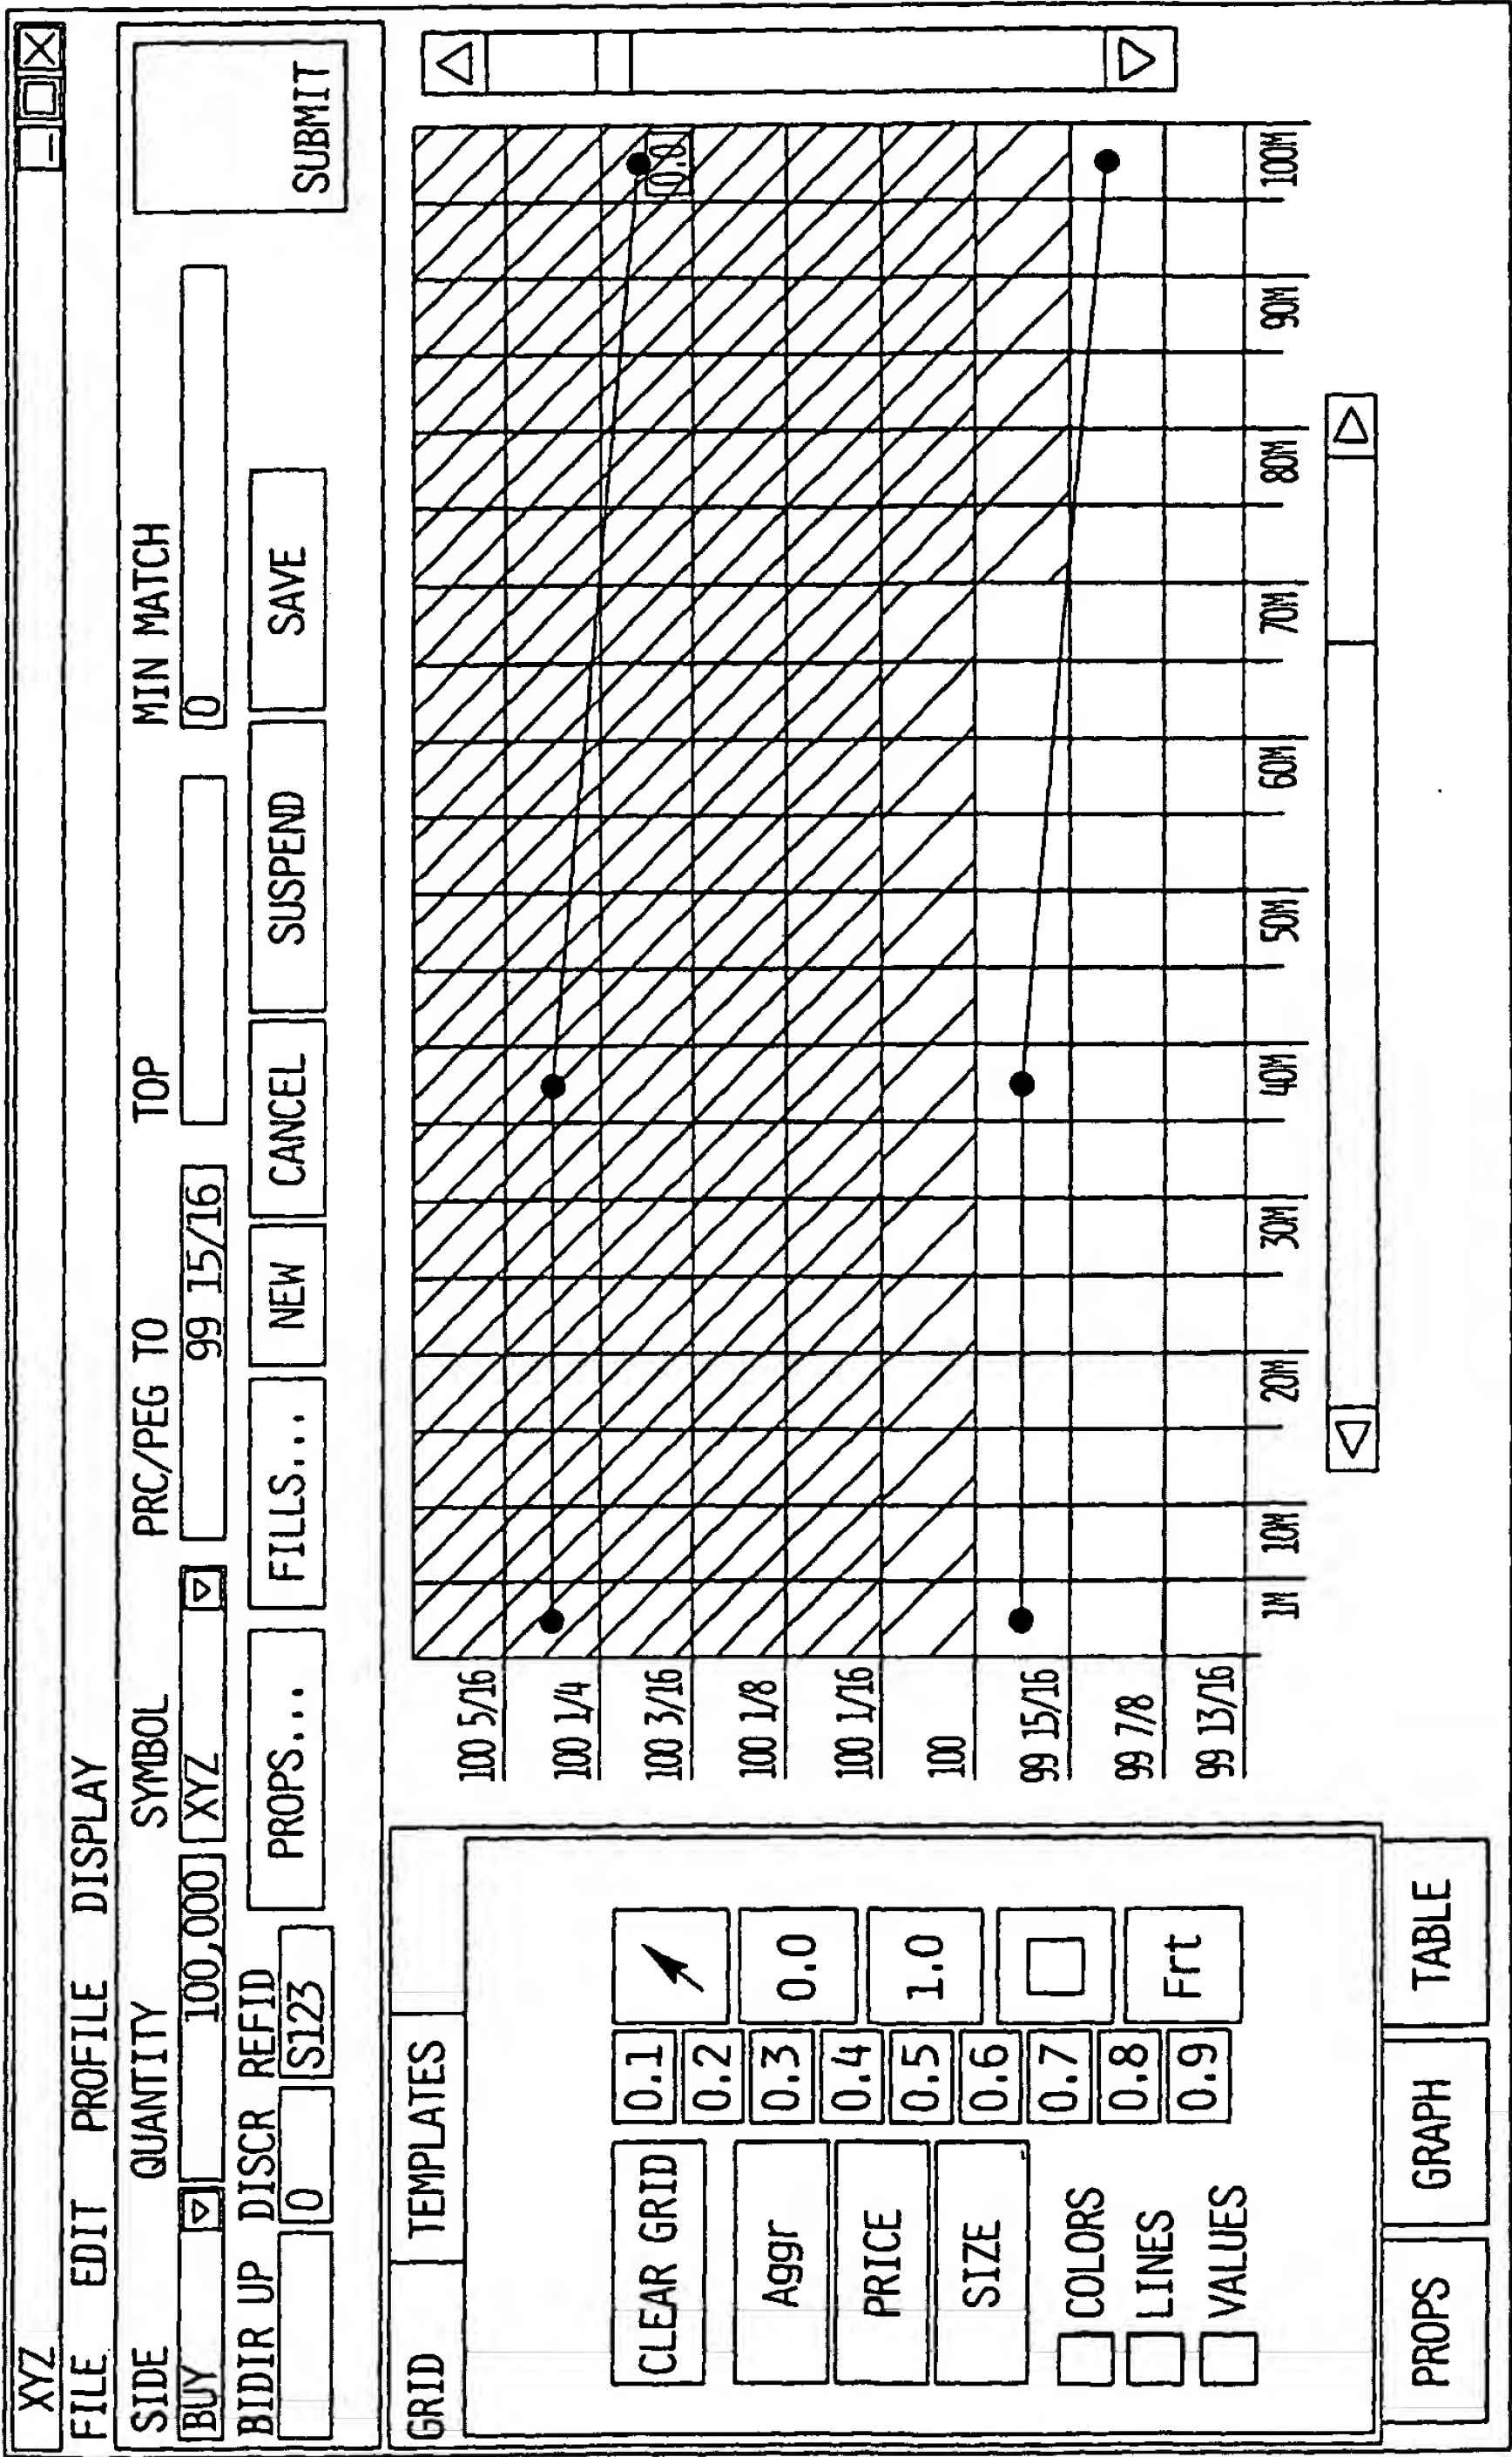 XYZ
FILE EDIT PROFILE DISPLAY
SIDE QUANTITY SYMBOL PRC/PEG TO TOP MIN MATCH
BUY 100,000 XYZ 99 15/16 0
SUBMIT
BIDIR UP DISCR REFID
0 S123
PROPS... FILLS... NEW CANCEL SUSPEND SAVE
GRID TEMPLATES
CLEAR GRID
Aggr
PRICE
SIZE
COLORS
LINES
VALUES
0.1
0.2
0.3
0.4
0.5
0.6
0.7
0.8
0.9
0.0
1.0
Frt
100 5/16
100 1/4
100 3/16
100 1/8
100 1/16
100
99 15/16
99 7/8
99 13/16
0.0
1M 10M 20M 30M 40M 50M 60M 70M 80M 90M 100M
PROPS GRAPH TABLE